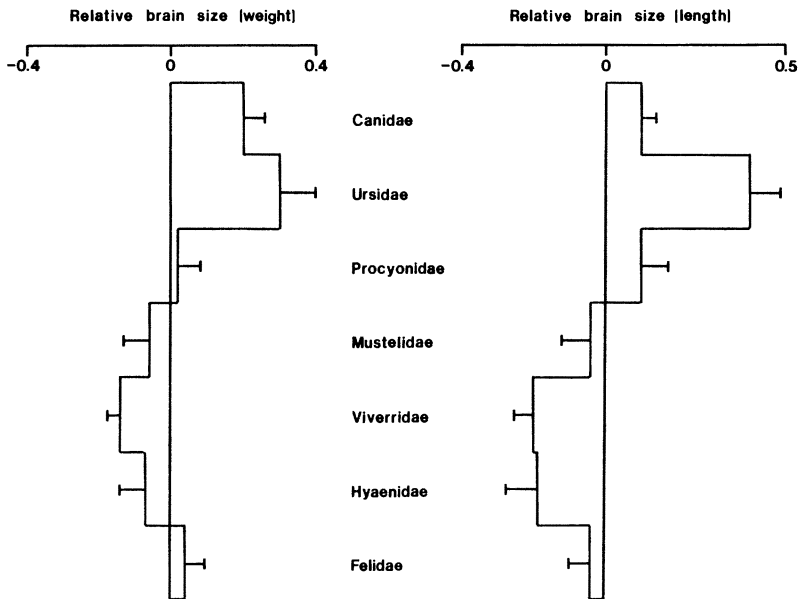 Relative brain size (weight)
-0.4 0 0.4
Relative brain size (length)
-0.4 0 0.5
Canidae
Ursidae
Procyonidae
Mustelidae
Viverridae
Hyaenidae
Felidae